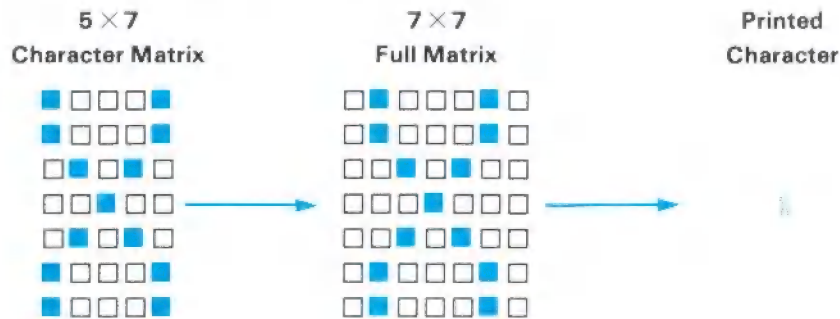 5 × 7
Character Matrix
7 × 7
Full Matrix
Printed
Character